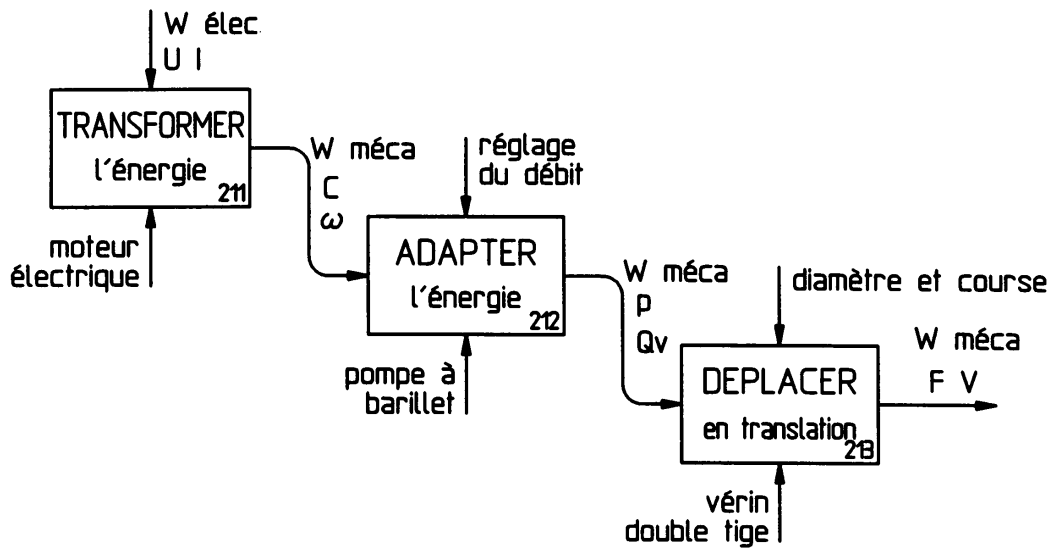 W élec.
U I
TRANSFORMER
l'énergie
211
moteur
électrique
W méca
C
ω
réglage
du débit
ADAPTER
l'énergie
212
pompe à
barillet
W méca
p
Qv
diamètre et course
DEPLACER
en translation
213
W méca
F V
vérin
double tige